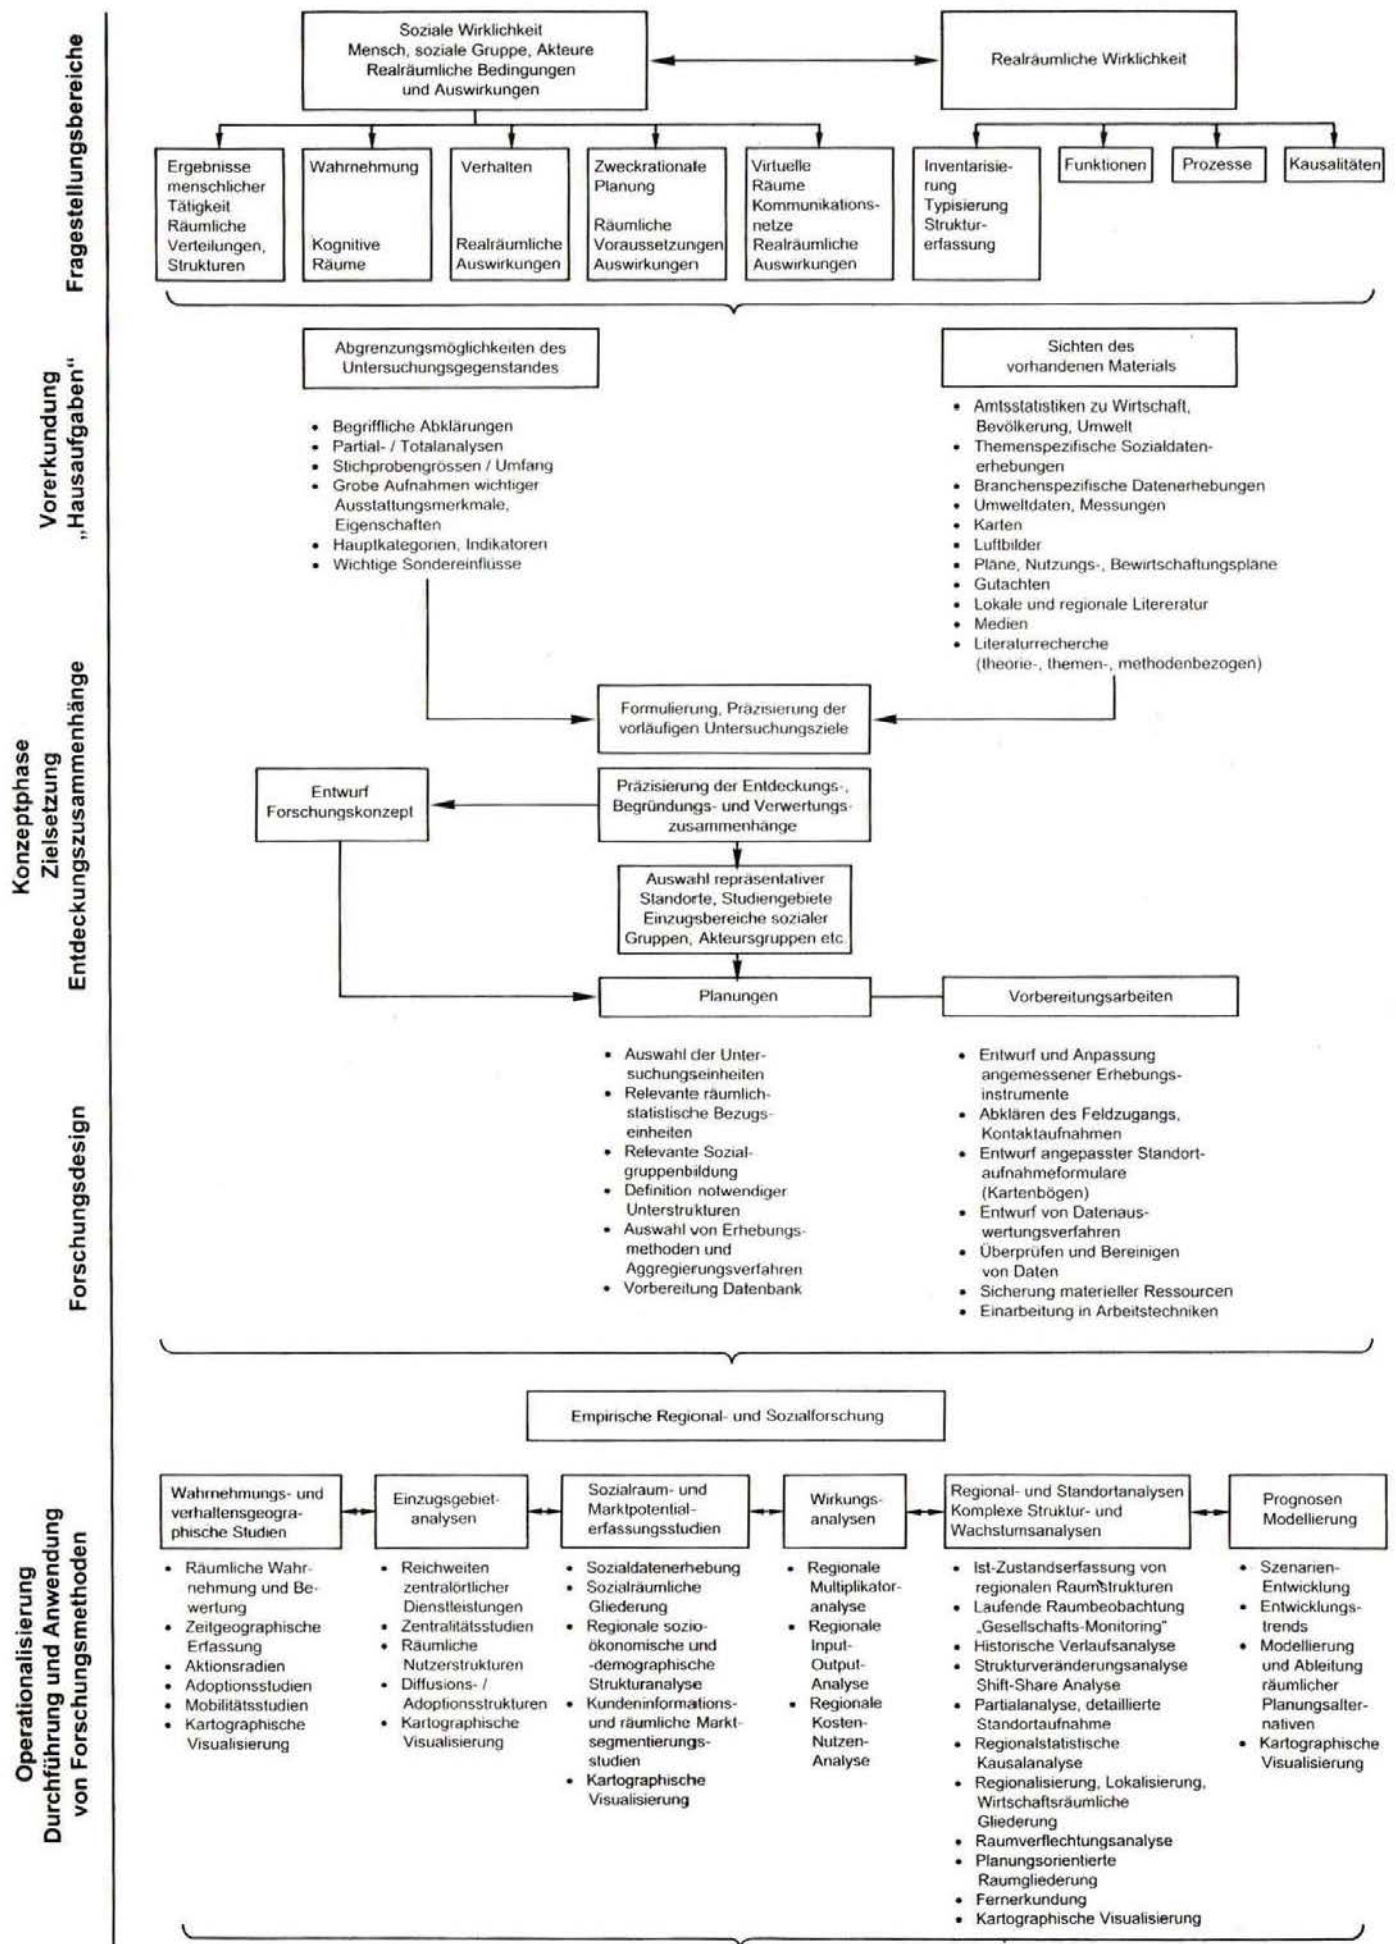 Fragestellungsbereiche
Soziale Wirklichkeit
Mensch, soziale Gruppe, Akteure
Realräumliche Bedingungen
und Auswirkungen
Realräumliche Wirklichkeit
Ergebnisse
menschlicher
Tätigkeit
Räumliche
Verteilungen,
Strukturen
Wahrnehmung
Kognitive
Räume
Verhalten
Realräumliche
Auswirkungen
Zweckrationale
Planung
Räumliche
Voraussetzungen
Auswirkungen
Virtuelle
Räume
Kommunikations-
netze
Realräumliche
Auswirkungen
Inventarisie-
rung
Typisierung
Struktur-
erfassung
Funktionen
Prozesse
Kausalitäten
Vorerkundung
„Hausaufgaben“
Abgrenzungsmöglichkeiten des
Untersuchungsgegenstandes
• Begriffliche Abklärungen
• Partial- / Totalanalysen
• Stichprobengrössen / Umfang
• Grobe Aufnahmen wichtiger
Ausstattungsmerkmale,
Eigenschaften
• Hauptkategorien, Indikatoren
• Wichtige Sondereinflüsse
Sichten des
vorhandenen Materials
• Amtsstatistiken zu Wirtschaft,
Bevölkerung, Umwelt
• Themenspezifische Sozialdaten-
erhebungen
• Branchenspezifische Datenerhebungen
• Umweltdaten, Messungen
• Karten
• Luftbilder
• Pläne, Nutzungs-, Bewirtschaftungspläne
• Gutachten
• Lokale und regionale Litereratur
• Medien
• Literaturrecherche
(theorie-, themen-, methodenbezogen)
Konzeptphase
Zielsetzung
Entdeckungszusammenhänge
Formulierung, Präzisierung der
vorläufigen Untersuchungsziele
Entwurf
Forschungskonzept
Präzisierung der Entdeckungs-,
Begründungs- und Verwertungs-
zusammenhänge
Auswahl repräsentativer
Standorte, Studiengebiete
Einzugsbereiche sozialer
Gruppen, Akteursgruppen etc.
Planungen
Vorbereitungsarbeiten
Forschungsdesign
• Auswahl der Unter-
suchungseinheiten
• Relevante räumlich-
statistische Bezugs-
einheiten
• Relevante Sozial-
gruppenbildung
• Definition notwendiger
Unterstrukturen
• Auswahl von Erhebungs-
methoden und
Aggregierungsverfahren
• Vorbereitung Datenbank
• Entwurf und Anpassung
angemessener Erhebungs-
instrumente
• Abklären des Feldzugangs,
Kontaktaufnahmen
• Entwurf angepasster Standort-
aufnahmeformulare
(Kartenbögen)
• Entwurf von Datenaus-
wertungsverfahren
• Überprüfen und Bereinigen
von Daten
• Sicherung materieller Ressourcen
• Einarbeitung in Arbeitstechniken
Operationalisierung
Durchführung und Anwendung
von Forschungsmethoden
Empirische Regional- und Sozialforschung
Wahrnehmungs- und
verhaltensgeogra-
phische Studien
• Räumliche Wahr-
nehmung und Be-
wertung
• Zeitgeographische
Erfassung
• Aktionsradien
• Adoptionsstudien
• Mobilitätsstudien
• Kartographische
Visualisierung
Einzugsgebiet-
analysen
• Reichweiten
zentralörtlicher
Dienstleistungen
• Zentralitätsstudien
• Räumliche
Nutzerstrukturen
• Diffusions- /
Adoptionsstrukturen
• Kartographische
Visualisierung
Sozialraum- und
Marktpotential-
erfassungsstudien
• Sozialdatenerhebung
• Sozialräumliche
Gliederung
• Regionale sozio-
ökonomische und
-demographische
Strukturanalyse
• Kundeninformations-
und räumliche Markt-
segmentierungs-
studien
• Kartographische
Visualisierung
Wirkungs-
analysen
• Regionale
Multiplikator-
analyse
• Regionale
Input-
Output-
Analyse
• Regionale
Kosten-
Nutzen-
Analyse
Regional- und Standortanalysen
Komplexe Struktur- und
Wachstumsanalysen
• Ist-Zustandserfassung von
regionalen Raumstrukturen
• Laufende Raumbeobachtung
„Gesellschafts-Monitoring“
• Historische Verlaufsanalyse
• Strukturveränderungsanalyse
Shift-Share Analyse
• Partialanalyse, detaillierte
Standortaufnahme
• Regionalstatistische
Kausalanalyse
• Regionalisierung, Lokalisierung,
Wirtschaftsräumliche
Gliederung
• Raumverflechtungsanalyse
• Planungsorientierte
Raumgliederung
• Fernerkundung
• Kartographische Visualisierung
Prognosen
Modellierung
• Szenarien-
Entwicklung
• Entwicklungs-
trends
• Modellierung
und Ableitung
räumlicher
Planungsalter-
nativen
• Kartographische
Visualisierung